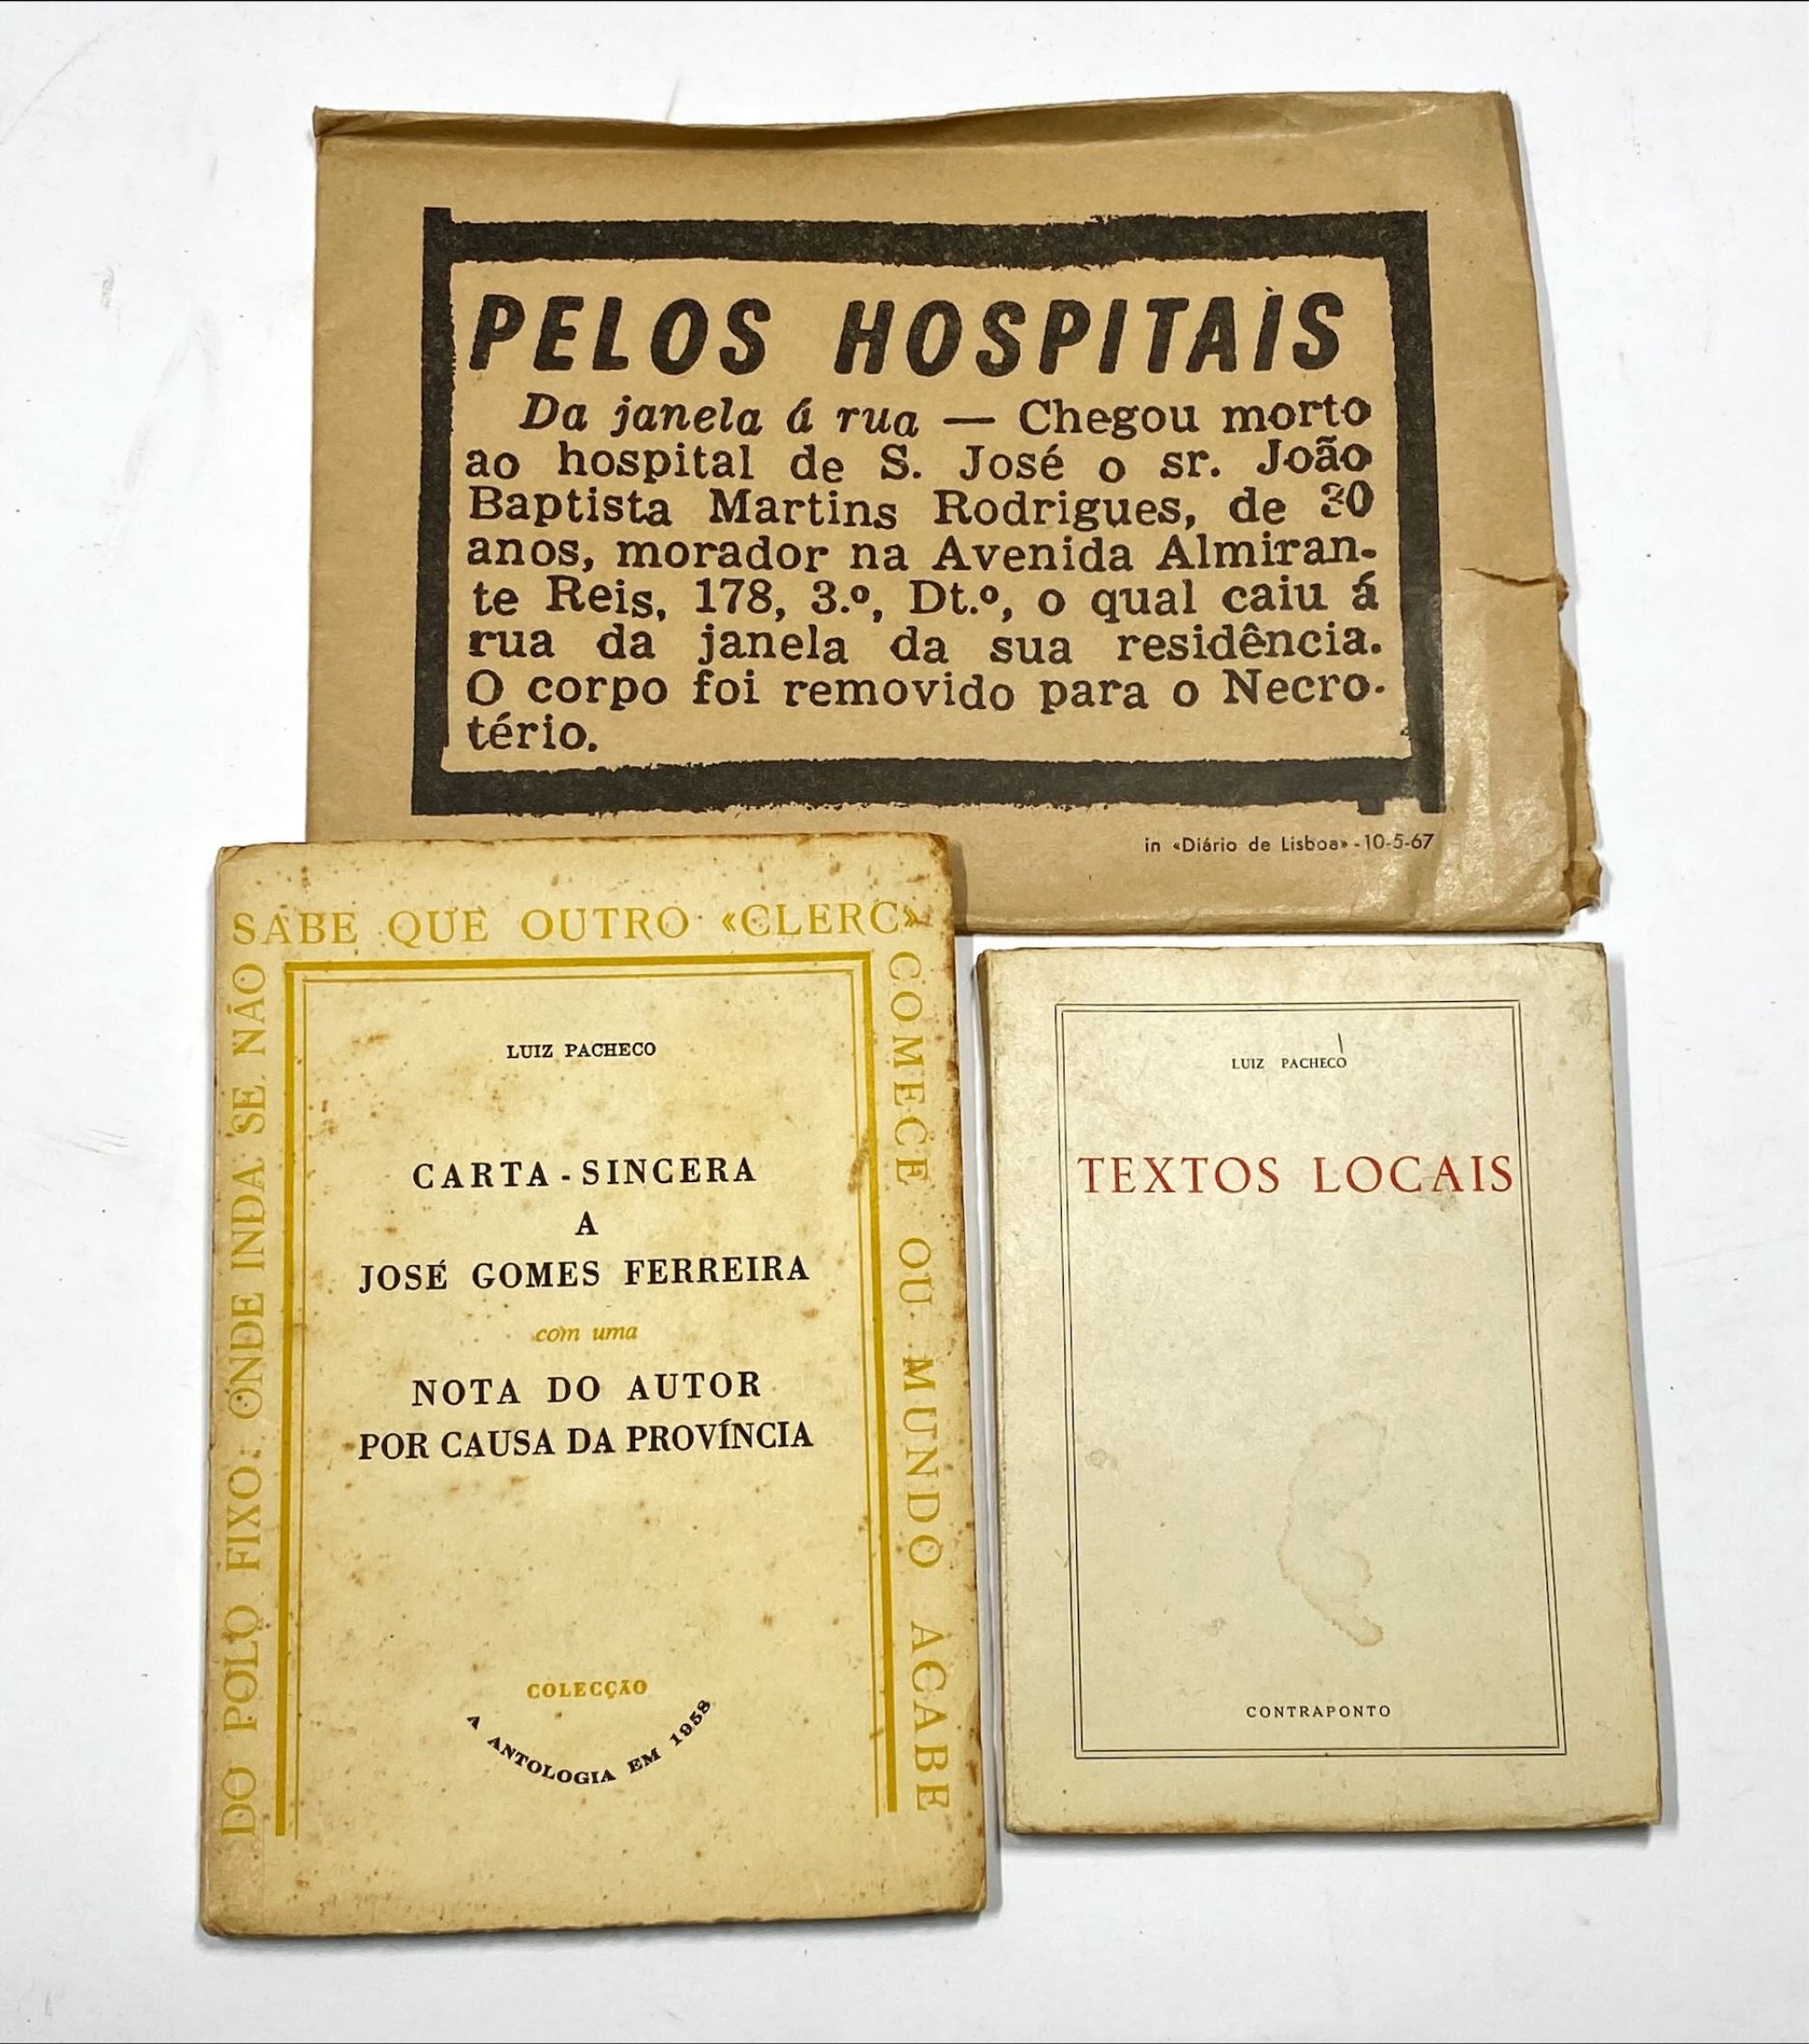 PELOS HOSPITAIS
Da janela á rua — Chegou morto
ao hospital de S. José o sr. João
Baptista Martins Rodrigues, de
anos, morador na Avenida Almiran-
te Reis, 178, 3.º, Dt.º, o qual caiu á
rua da janela da sua residência.
O corpo foi removido para o Necro-
tério.
in «Diário de Lisboa» - 10-5-67
DO POLO FIXO: ONDE INDA SE NÃO
SABE QUE OUTRO «CLERC»
COMECE OU MUNDO ACABE
LUIZ PACHECO
CARTA - SINCERA
A
JOSÉ GOMES FERREIRA
com uma
NOTA DO AUTOR
POR CAUSA DA PROVÍNCIA
COLECÇÃO
A ANTOLOGIA EM 1958
LUIZ PACHECO
TEXTOS LOCAIS
CONTRAPONTO